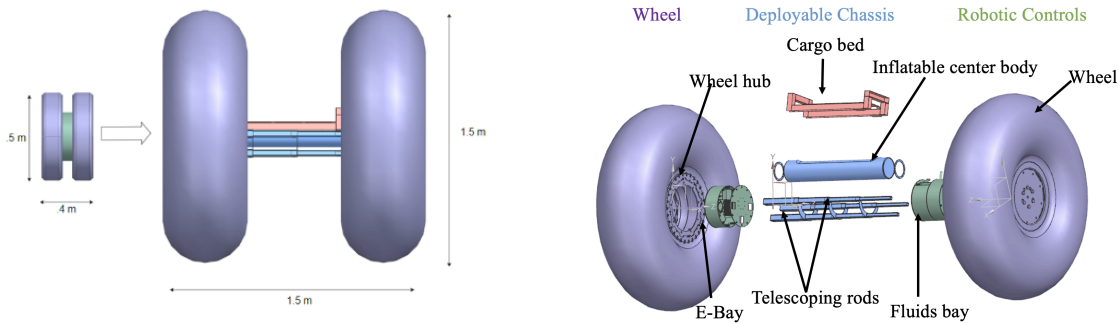 .5 m
.4 m
1.5 m
1.5 m
Wheel
Deployable Chassis
Robotic Controls
Cargo bed
Inflatable center body
Wheel hub
Wheel
Telescoping rods
E-Bay
Fluids bay